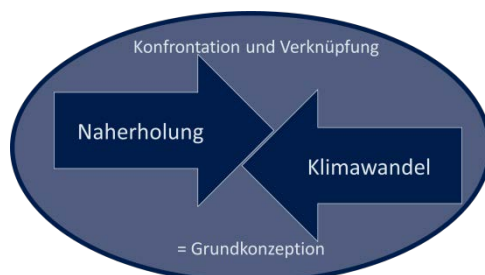 Konfrontation und Verknüpfung
Naherholung
Klimawandel
= Grundkonzeption